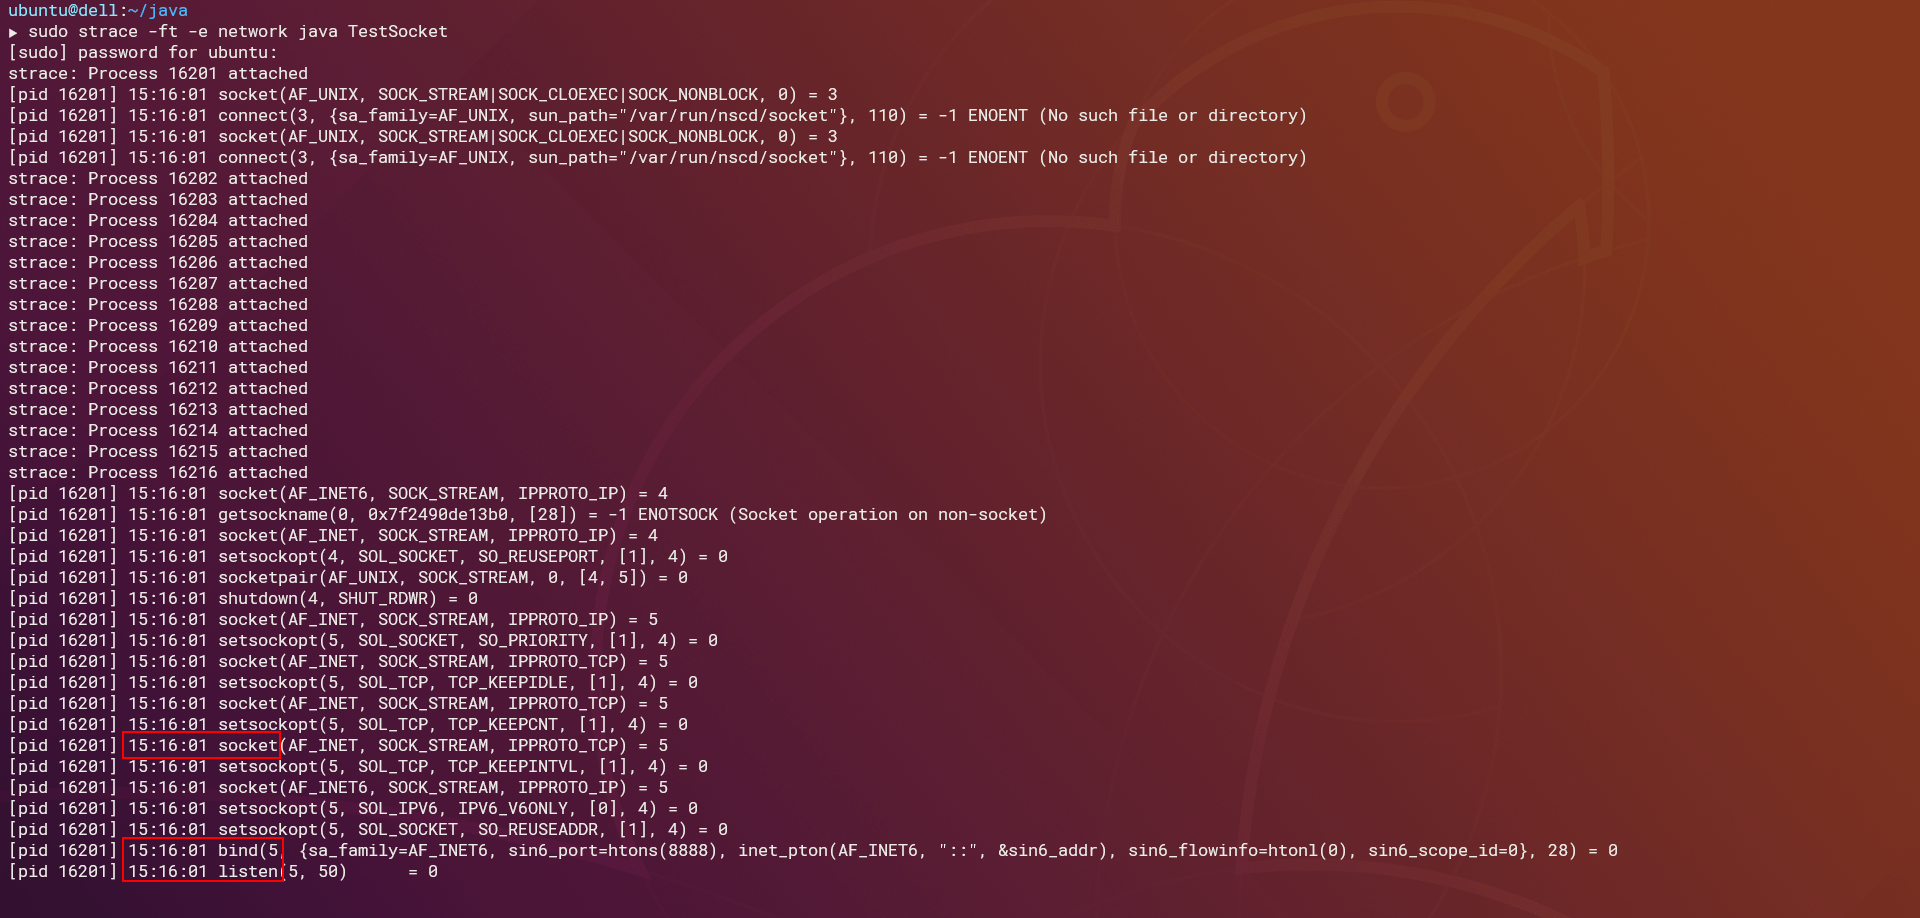 ubuntu@dell:~/java
▶ sudo strace -ft -e network java TestSocket
[sudo] password for ubuntu:
strace: Process 16201 attached
[pid 16201] 15:16:01 socket(AF_UNIX, SOCK_STREAM|SOCK_CLOEXEC|SOCK_NONBLOCK, 0) = 3
[pid 16201] 15:16:01 connect(3, {sa_family=AF_UNIX, sun_path="/var/run/nscd/socket"}, 110) = -1 ENOENT (No such file or directory)
[pid 16201] 15:16:01 socket(AF_UNIX, SOCK_STREAM|SOCK_CLOEXEC|SOCK_NONBLOCK, 0) = 3
[pid 16201] 15:16:01 connect(3, {sa_family=AF_UNIX, sun_path="/var/run/nscd/socket"}, 110) = -1 ENOENT (No such file or directory)
strace: Process 16202 attached
strace: Process 16203 attached
strace: Process 16204 attached
strace: Process 16205 attached
strace: Process 16206 attached
strace: Process 16207 attached
strace: Process 16208 attached
strace: Process 16209 attached
strace: Process 16210 attached
strace: Process 16211 attached
strace: Process 16212 attached
strace: Process 16213 attached
strace: Process 16214 attached
strace: Process 16215 attached
strace: Process 16216 attached
[pid 16201] 15:16:01 socket(AF_INET6, SOCK_STREAM, IPPROTO_IP) = 4
[pid 16201] 15:16:01 getsockname(0, 0x7f2490de13b0, [28]) = -1 ENOTSOCK (Socket operation on non-socket)
[pid 16201] 15:16:01 socket(AF_INET, SOCK_STREAM, IPPROTO_IP) = 4
[pid 16201] 15:16:01 setsockopt(4, SOL_SOCKET, SO_REUSEPORT, [1], 4) = 0
[pid 16201] 15:16:01 socketpair(AF_UNIX, SOCK_STREAM, 0, [4, 5]) = 0
[pid 16201] 15:16:01 shutdown(4, SHUT_RDWR) = 0
[pid 16201] 15:16:01 socket(AF_INET, SOCK_STREAM, IPPROTO_IP) = 5
[pid 16201] 15:16:01 setsockopt(5, SOL_SOCKET, SO_PRIORITY, [1], 4) = 0
[pid 16201] 15:16:01 socket(AF_INET, SOCK_STREAM, IPPROTO_TCP) = 5
[pid 16201] 15:16:01 setsockopt(5, SOL_TCP, TCP_KEEPIDLE, [1], 4) = 0
[pid 16201] 15:16:01 socket(AF_INET, SOCK_STREAM, IPPROTO_TCP) = 5
[pid 16201] 15:16:01 setsockopt(5, SOL_TCP, TCP_KEEPCNT, [1], 4) = 0
[pid 16201] 15:16:01 socket(AF_INET, SOCK_STREAM, IPPROTO_TCP) = 5
[pid 16201] 15:16:01 setsockopt(5, SOL_TCP, TCP_KEEPINTVL, [1], 4) = 0
[pid 16201] 15:16:01 socket(AF_INET6, SOCK_STREAM, IPPROTO_IP) = 5
[pid 16201] 15:16:01 setsockopt(5, SOL_IPV6, IPV6_V6ONLY, [0], 4) = 0
[pid 16201] 15:16:01 setsockopt(5, SOL_SOCKET, SO_REUSEADDR, [1], 4) = 0
[pid 16201] 15:16:01 bind(5, {sa_family=AF_INET6, sin6_port=htons(8888), inet_pton(AF_INET6, "::", &sin6_addr), sin6_flowinfo=htonl(0), sin6_scope_id=0}, 28) = 0
[pid 16201] 15:16:01 listen(5, 50)      = 0